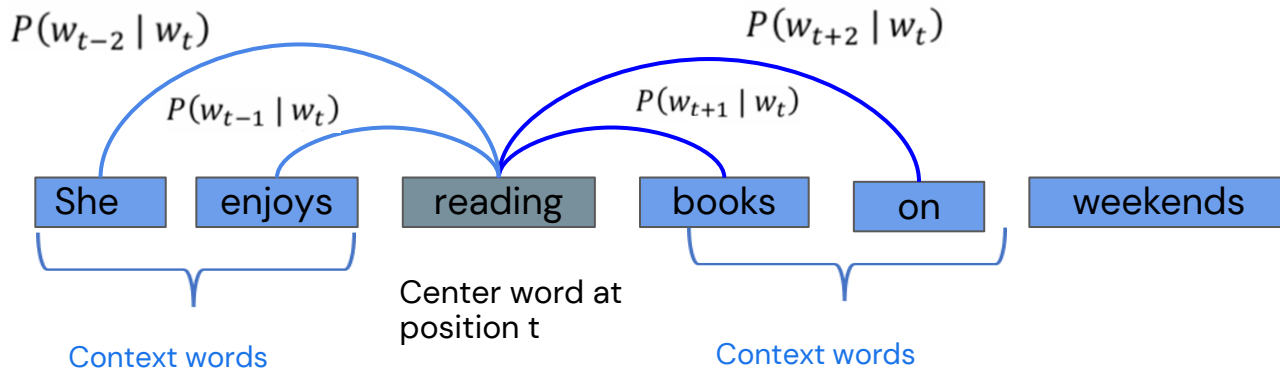 P(w_{t−2} | w_t)
P(w_{t+2} | w_t)
P(w_{t−1} | w_t)
P(w_{t+1} | w_t)
She enjoys reading books on weekends
Center word at
position t
Context words
Context words